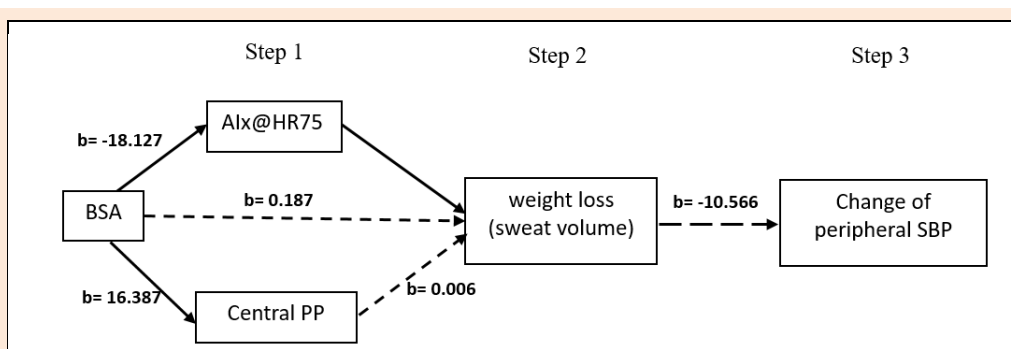 Step 1
Step 2
Step 3
AIx@HR75
b= -18.127
b= 0.187
BSA
weight loss
(sweat volume)
b= -10.566
Change of
peripheral SBP
b= 16.387
Central PP
b= 0.006